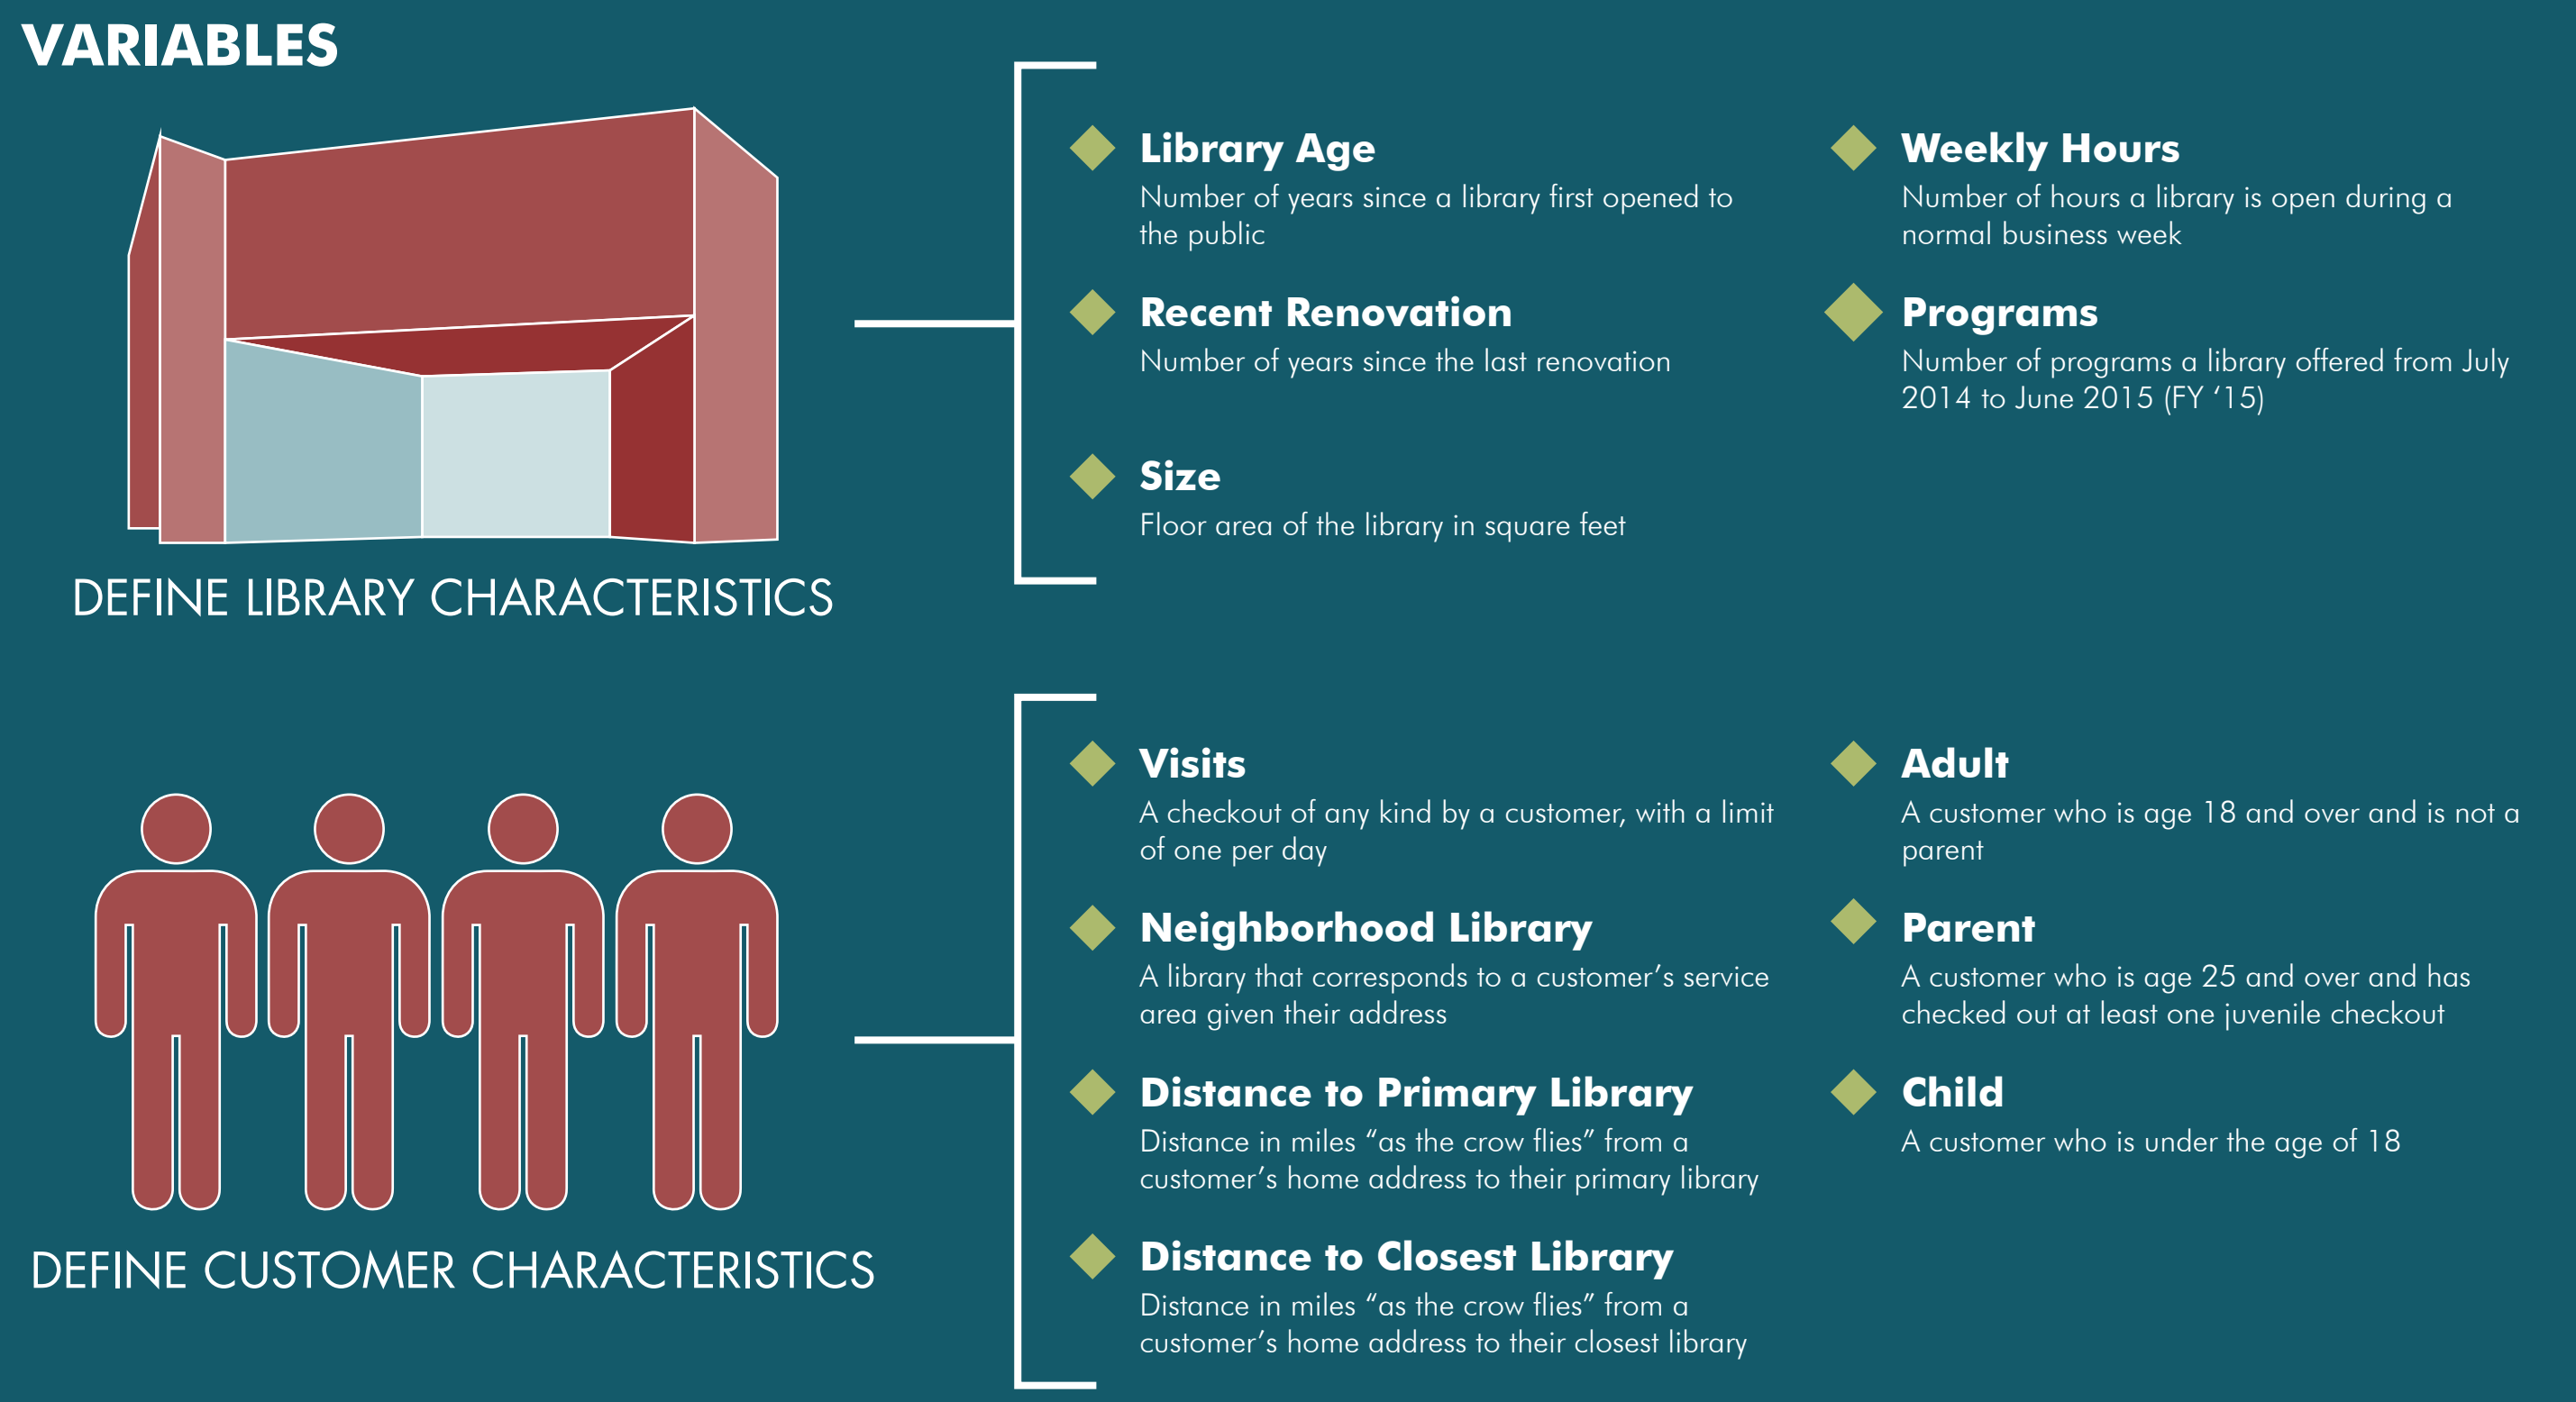 VARIABLES
DEFINE LIBRARY CHARACTERISTICS
Library Age
Number of years since a library first opened to
the public
Recent Renovation
Number of years since the last renovation
Size
Floor area of the library in square feet
Weekly Hours
Number of hours a library is open during a
normal business week
Programs
Number of programs a library offered from July
2014 to June 2015 (FY ‘15)
DEFINE CUSTOMER CHARACTERISTICS
Visits
A checkout of any kind by a customer, with a limit
of one per day
Neighborhood Library
A library that corresponds to a customer’s service
area given their address
Distance to Primary Library
Distance in miles “as the crow flies” from a
customer’s home address to their primary library
Distance to Closest Library
Distance in miles “as the crow flies” from a
customer’s home address to their closest library
Adult
A customer who is age 18 and over and is not a
parent
Parent
A customer who is age 25 and over and has
checked out at least one juvenile checkout
Child
A customer who is under the age of 18